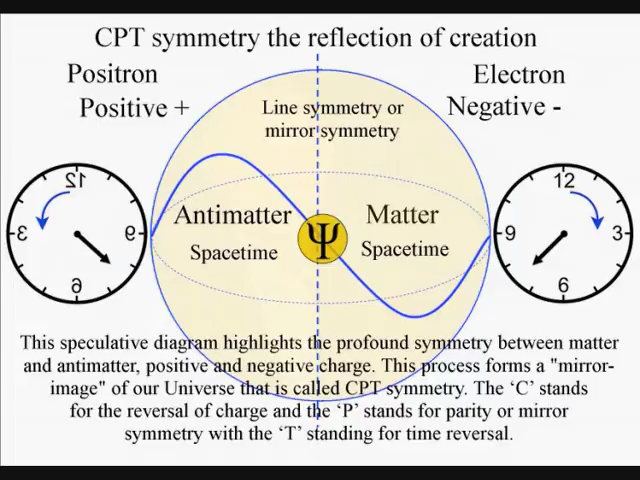 CPT symmetry the reflection of creation
Positron
Positive +
Electron
Negative -
Line symmetry or
mirror symmetry
12
3
9
6
12
9
3
6
Antimatter
Spacetime
Ψ
Matter
Spacetime
This speculative diagram highlights the profound symmetry between matter
and antimatter, positive and negative charge. This process forms a "mirror-
image" of our Universe that is called CPT symmetry. The ‘C’ stands
for the reversal of charge and the ‘P’ stands for parity or mirror
symmetry with the ‘T’ standing for time reversal.